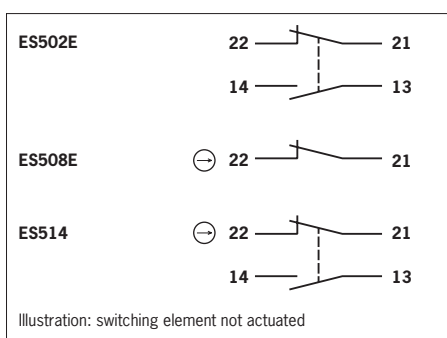 ES502E 22 21
14 13
ES508E 22 21
ES514 22 21
14 13
Illustration: switching element not actuated